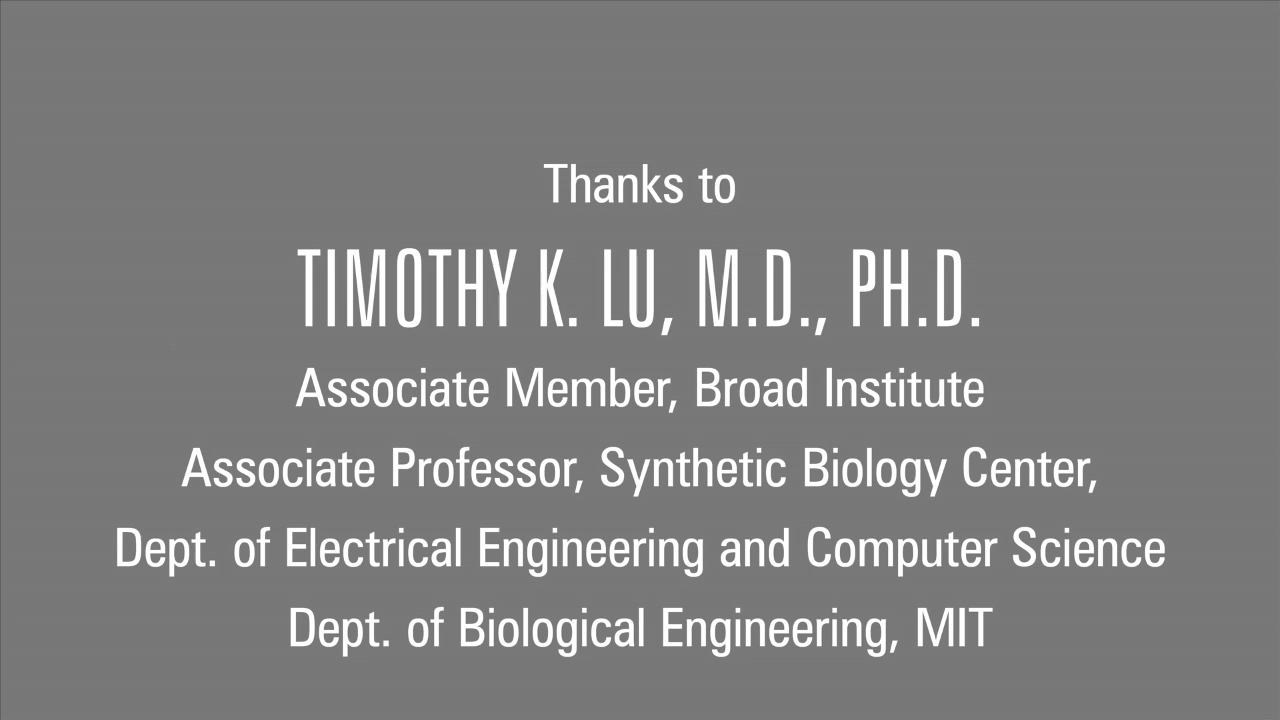 Thanks to
TIMOTHY K. LU, M.D., PH.D.
Associate Member, Broad Institute
Associate Professor, Synthetic Biology Center,
Dept. of Electrical Engineering and Computer Science
Dept. of Biological Engineering, MIT